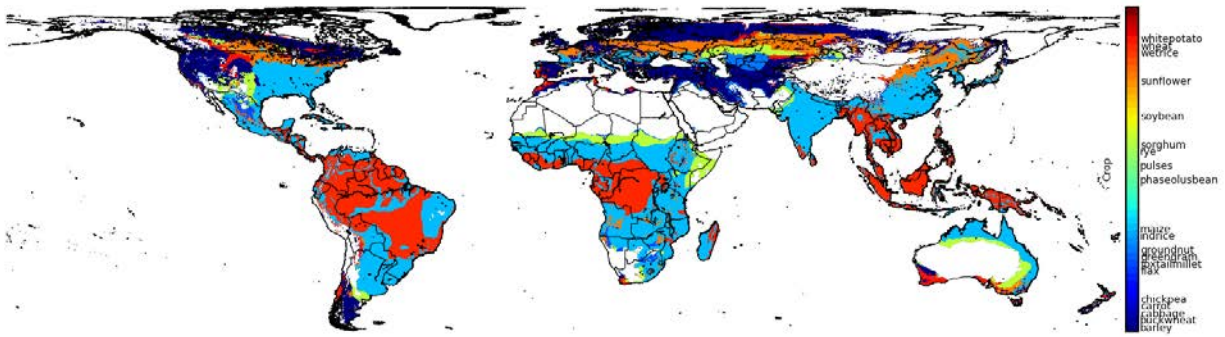 whitepotato
wheat
wetrice
sunflower
soybean
sorghum
rye
pulses
phaseolusbean
maize
indrice
groundnut
greengram
foxtailmillet
flax
chickpea
carrot
cabbage
buckwheat
barley
Crop